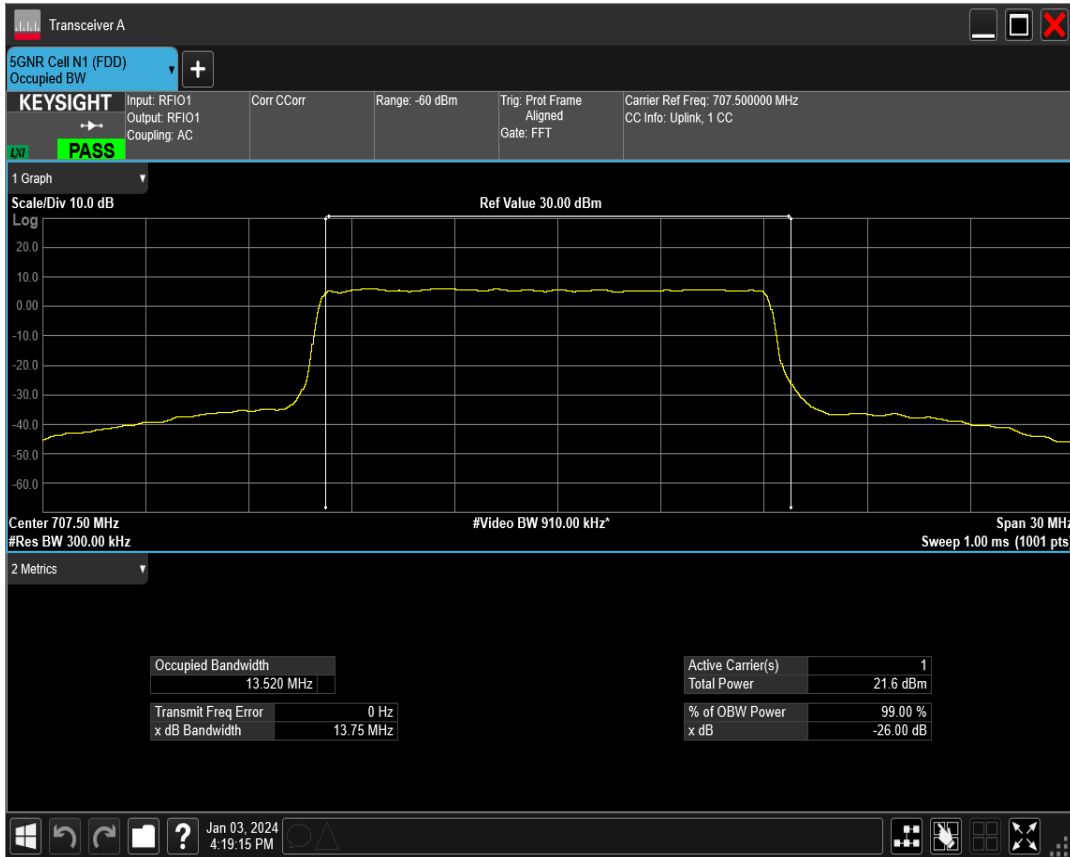 Transceiver A
5GNR Cell N1 (FDD)
Occupied BW
+
KEYSIGHT
LXI
PASS
Input: RFIO1
Output: RFIO1
Coupling: AC
Corr CCorr
Range: -60 dBm
Trig: Prot Frame
Aligned
Gate: FFT
Carrier Ref Freq: 707.500000 MHz
CC Info: Uplink, 1 CC
1 Graph
Scale/Div 10.0 dB
Ref Value 30.00 dBm
Log
20.0
10.0
0.00
-10.0
-20.0
-30.0
-40.0
-50.0
-60.0
Center 707.50 MHz
#Video BW 910.00 kHz*
Span 30 MHz
#Res BW 300.00 kHz
Sweep 1.00 ms (1001 pts)
2 Metrics
Occupied Bandwidth
13.520 MHz
Transmit Freq Error 0 Hz
x dB Bandwidth 13.75 MHz
Active Carrier(s) 1
Total Power 21.6 dBm
% of OBW Power 99.00 %
x dB -26.00 dB
?
Jan 03, 2024
4:19:15 PM